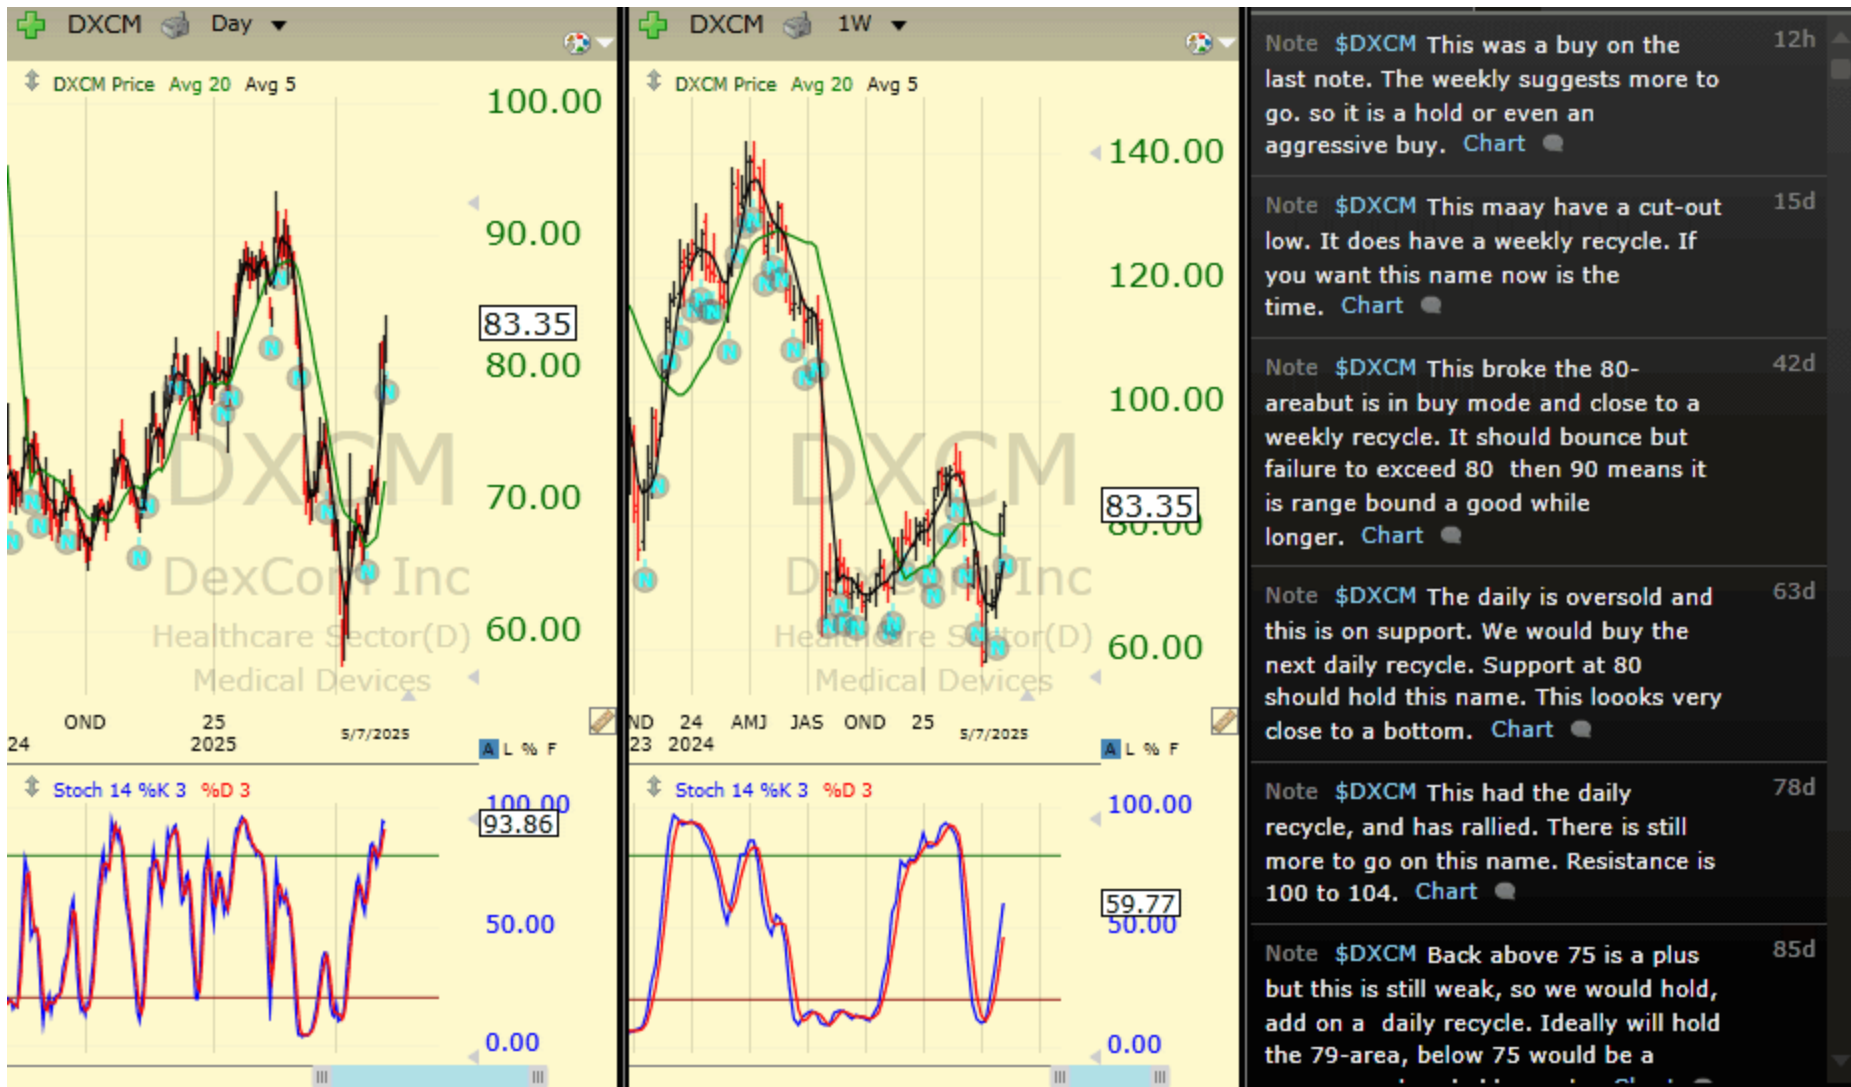 DXCM Day
DXCM Price Avg 20 Avg 5
100.00
90.00
83.35
80.00
70.00
60.00
DXCM
DexCom Inc
Healthcare Sector(D)
Medical Devices
OND 25
24 2025 5/7/2025
A L % F
Stoch 14 %K 3 %D 3
100.00
93.86
50.00
0.00
DXCM 1W
DXCM Price Avg 20 Avg 5
140.00
120.00
100.00
83.35
80.00
60.00
DXCM
DexCom Inc
Healthcare Sector(D)
Medical Devices
ND 24 AMJ JAS OND 25
23 2024 5/7/2025
A L % F
Stoch 14 %K 3 %D 3
100.00
59.77
50.00
0.00
Note $DXCM This was a buy on the 12h
last note. The weekly suggests more to
go. so it is a hold or even an
aggressive buy. Chart
Note $DXCM This maay have a cut-out 15d
low. It does have a weekly recycle. If
you want this name now is the
time. Chart
Note $DXCM This broke the 80- 42d
areabut is in buy mode and close to a
weekly recycle. It should bounce but
failure to exceed 80 then 90 means it
is range bound a good while
longer. Chart
Note $DXCM The daily is oversold and 63d
this is on support. We would buy the
next daily recycle. Support at 80
should hold this name. This loooks very
close to a bottom. Chart
Note $DXCM This had the daily 78d
recycle, and has rallied. There is still
more to go on this name. Resistance is
100 to 104. Chart
Note $DXCM Back above 75 is a plus 85d
but this is still weak, so we would hold,
add on a daily recycle. Ideally will hold
the 79-area, below 75 would be a